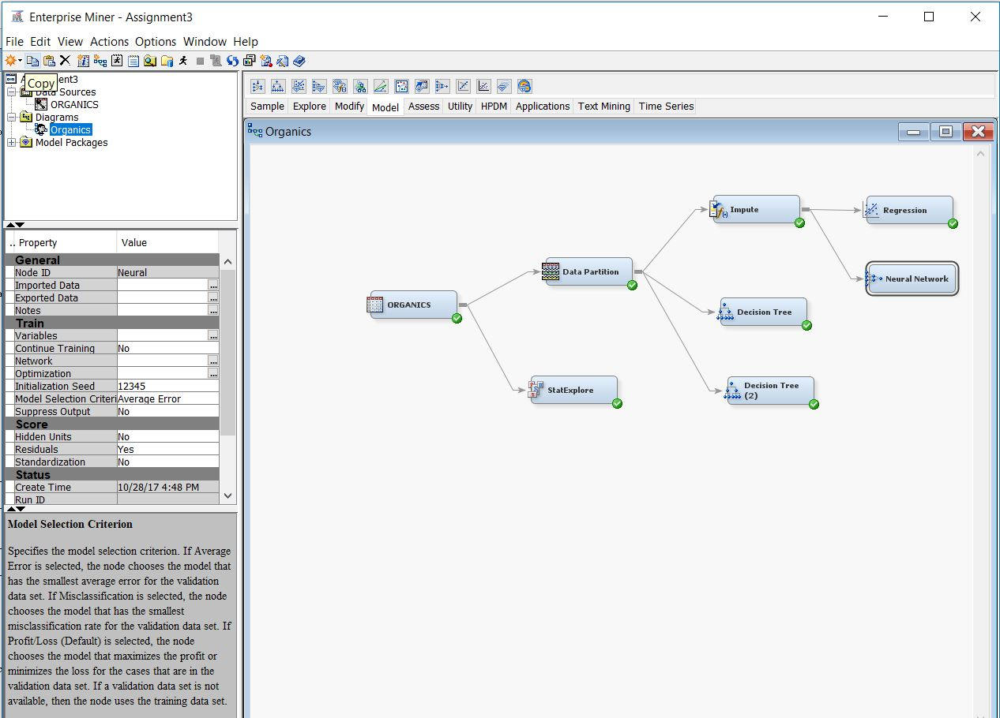 Enterprise Miner - Assignment3
File Edit View Actions Options Window Help
Copy
ment3
Data Sources
ORGANICS
Diagrams
Organics
Model Packages
.. Property Value
General
Node ID Neural
Imported Data ...
Exported Data ...
Notes ...
Train
Variables ...
Continue Training No
Network ...
Optimization ...
Initialization Seed 12345
Model Selection Criteri Average Error
Suppress Output No
Score
Hidden Units No
Residuals Yes
Standardization No
Status
Create Time 10/28/17 4:48 PM
Run ID
Model Selection Criterion
Specifies the model selection criterion. If Average
Error is selected, the node chooses the model that
has the smallest average error for the validation
data set. If Misclassification is selected, the node
chooses the model that has the smallest
misclassification rate for the validation data set. If
Profit/Loss (Default) is selected, the node
chooses the model that maximizes the profit or
minimizes the loss for the cases that are in the
validation data set. If a validation data set is not
available, then the node uses the training data set.
Sample Explore Modify Model Assess Utility HPDM Applications Text Mining Time Series
Organics
ORGANICS
Data Partition
StatExplore
Impute
Decision Tree
Decision Tree
(2)
Regression
Neural Network